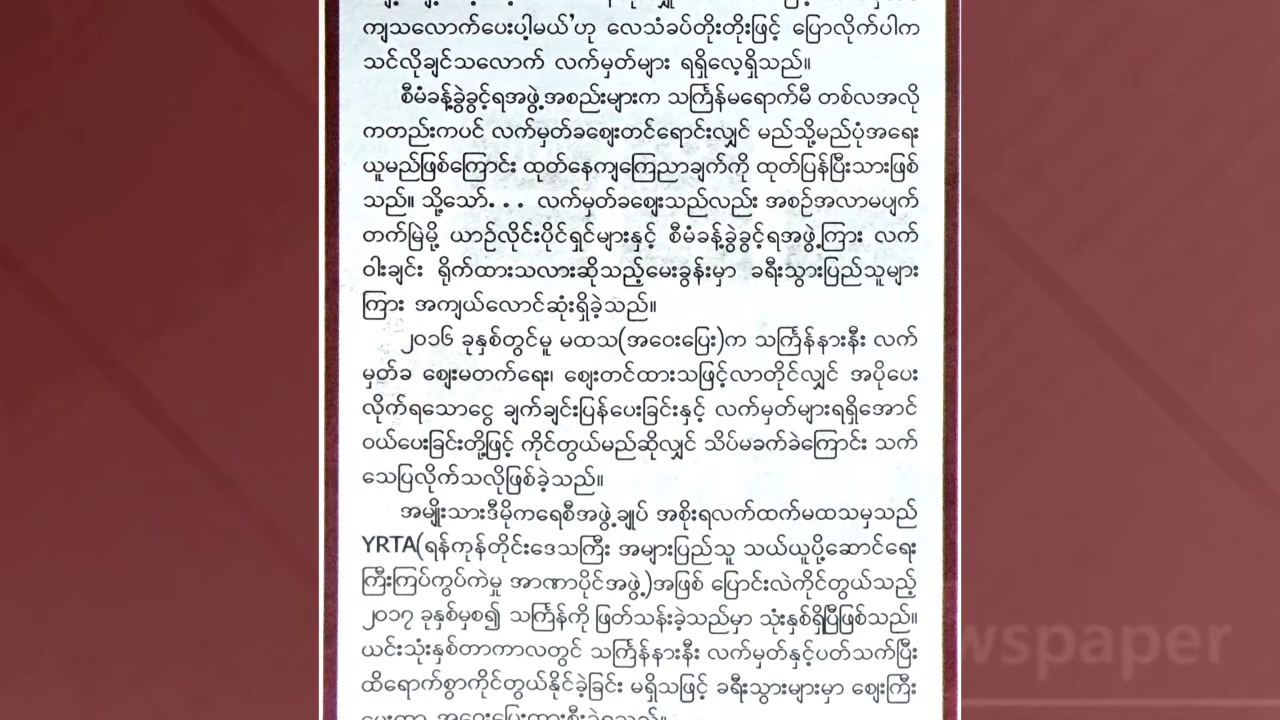 ကျသလောက်ပေးပါ့မယ်'ဟု လေသံခပ်တိုးတိုးဖြင့် ပြောလိုက်ပါက
သင်လိုချင်သလောက် လက်မှတ်များ ရရှိလေ့ရှိသည်။
စီမံခန့်ခွဲခွင့်ရအဖွဲ့အစည်းများက သင်္ကြန်မရောက်မီ တစ်လအလို
ကတည်းကပင် လက်မှတ်ခဈေးတင်ရောင်းလျှင် မည်သို့မည်ပုံအရေး
ယူမည်ဖြစ်ကြောင်း ထုတ်နေကျကြေညာချက်ကို ထုတ်ပြန်ပြီးသားဖြစ်
သည်။ သို့သော်... လက်မှတ်ခဈေးသည်လည်း အစဉ်အလာမပျက်
တက်မြဲမို့ ယာဉ်လိုင်းပိုင်ရှင်များနှင့် စီမံခန့်ခွဲခွင့်ရအဖွဲ့ကြား လက်
ဝါးချင်း ရိုက်ထားသလားဆိုသည့်မေးခွန်းမှာ ခရီးသွားပြည်သူများ
ကြား အကျယ်လောင်ဆုံးရှိခဲ့သည်။
၂၀၁၆ ခုနှစ်တွင်မူ မထသ(အဝေးပြေး)က သင်္ကြန်နားနီး လက်
မှတ်ခ ဈေးမတက်ရေး၊ ဈေးတင်ထားသဖြင့်လာတိုင်လျှင် အပိုပေး
လိုက်ရသောငွေ ချက်ချင်းပြန်ပေးခြင်းနှင့် လက်မှတ်များရရှိအောင်
ဝယ်ပေးခြင်းတို့ဖြင့် ကိုင်တွယ်မည်ဆိုလျှင် သိပ်မခက်ခဲကြောင်း သက်
သေပြလိုက်သလိုဖြစ်ခဲ့သည်။
အမျိုးသားဒီမိုကရေစီအဖွဲ့ချုပ် အစိုးရလက်ထက်မထသမှသည်
YRTA(ရန်ကုန်တိုင်းဒေသကြီး အများပြည်သူ သယ်ယူပို့ဆောင်ရေး
ကြီးကြပ်ကွပ်ကဲမှု အာဏာပိုင်အဖွဲ့)အဖြစ် ပြောင်းလဲကိုင်တွယ်သည့်
၂၀၁၇ ခုနှစ်မှစ၍ သင်္ကြန်ကို ဖြတ်သန်းခဲ့သည်မှာ သုံးနှစ်ရှိပြီဖြစ်သည်။
ယင်းသုံးနှစ်တာကာလတွင် သင်္ကြန်နားနီး လက်မှတ်နှင့်ပတ်သက်ပြီး
ထိရောက်စွာကိုင်တွယ်နိုင်ခဲ့ခြင်း မရှိသဖြင့် ခရီးသွားများမှာ ဈေးကြီး
wspaper